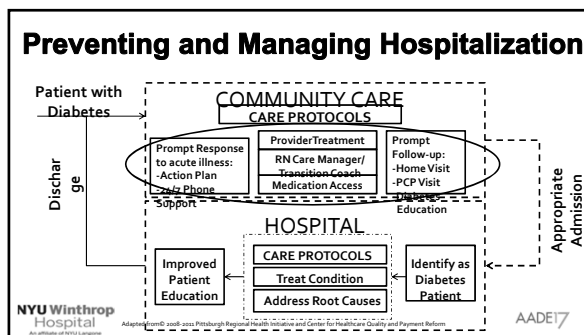 Preventing and Managing Hospitalization
Patient with
Diabetes
COMMUNITY CARE
CARE PROTOCOLS
Prompt Response
to acute illness:
-Action Plan
-24/7 Phone
Support
ProviderTreatment
RN Care Manager/
Transition Coach
Medication Access
Prompt
Follow-up:
-Home Visit
-PCP Visit
-Diabetes
Education
Dischar
ge
Appropriate
Admission
HOSPITAL
Improved
Patient
Education
CARE PROTOCOLS
Treat Condition
Address Root Causes
Identify as
Diabetes
Patient
NYU Winthrop
Hospital
An affiliate of NYU Langone
Adapted from© 2008-2011 Pittsburgh Regional Health Initiative and Center for Healthcare Quality and Payment Reform
AADE17